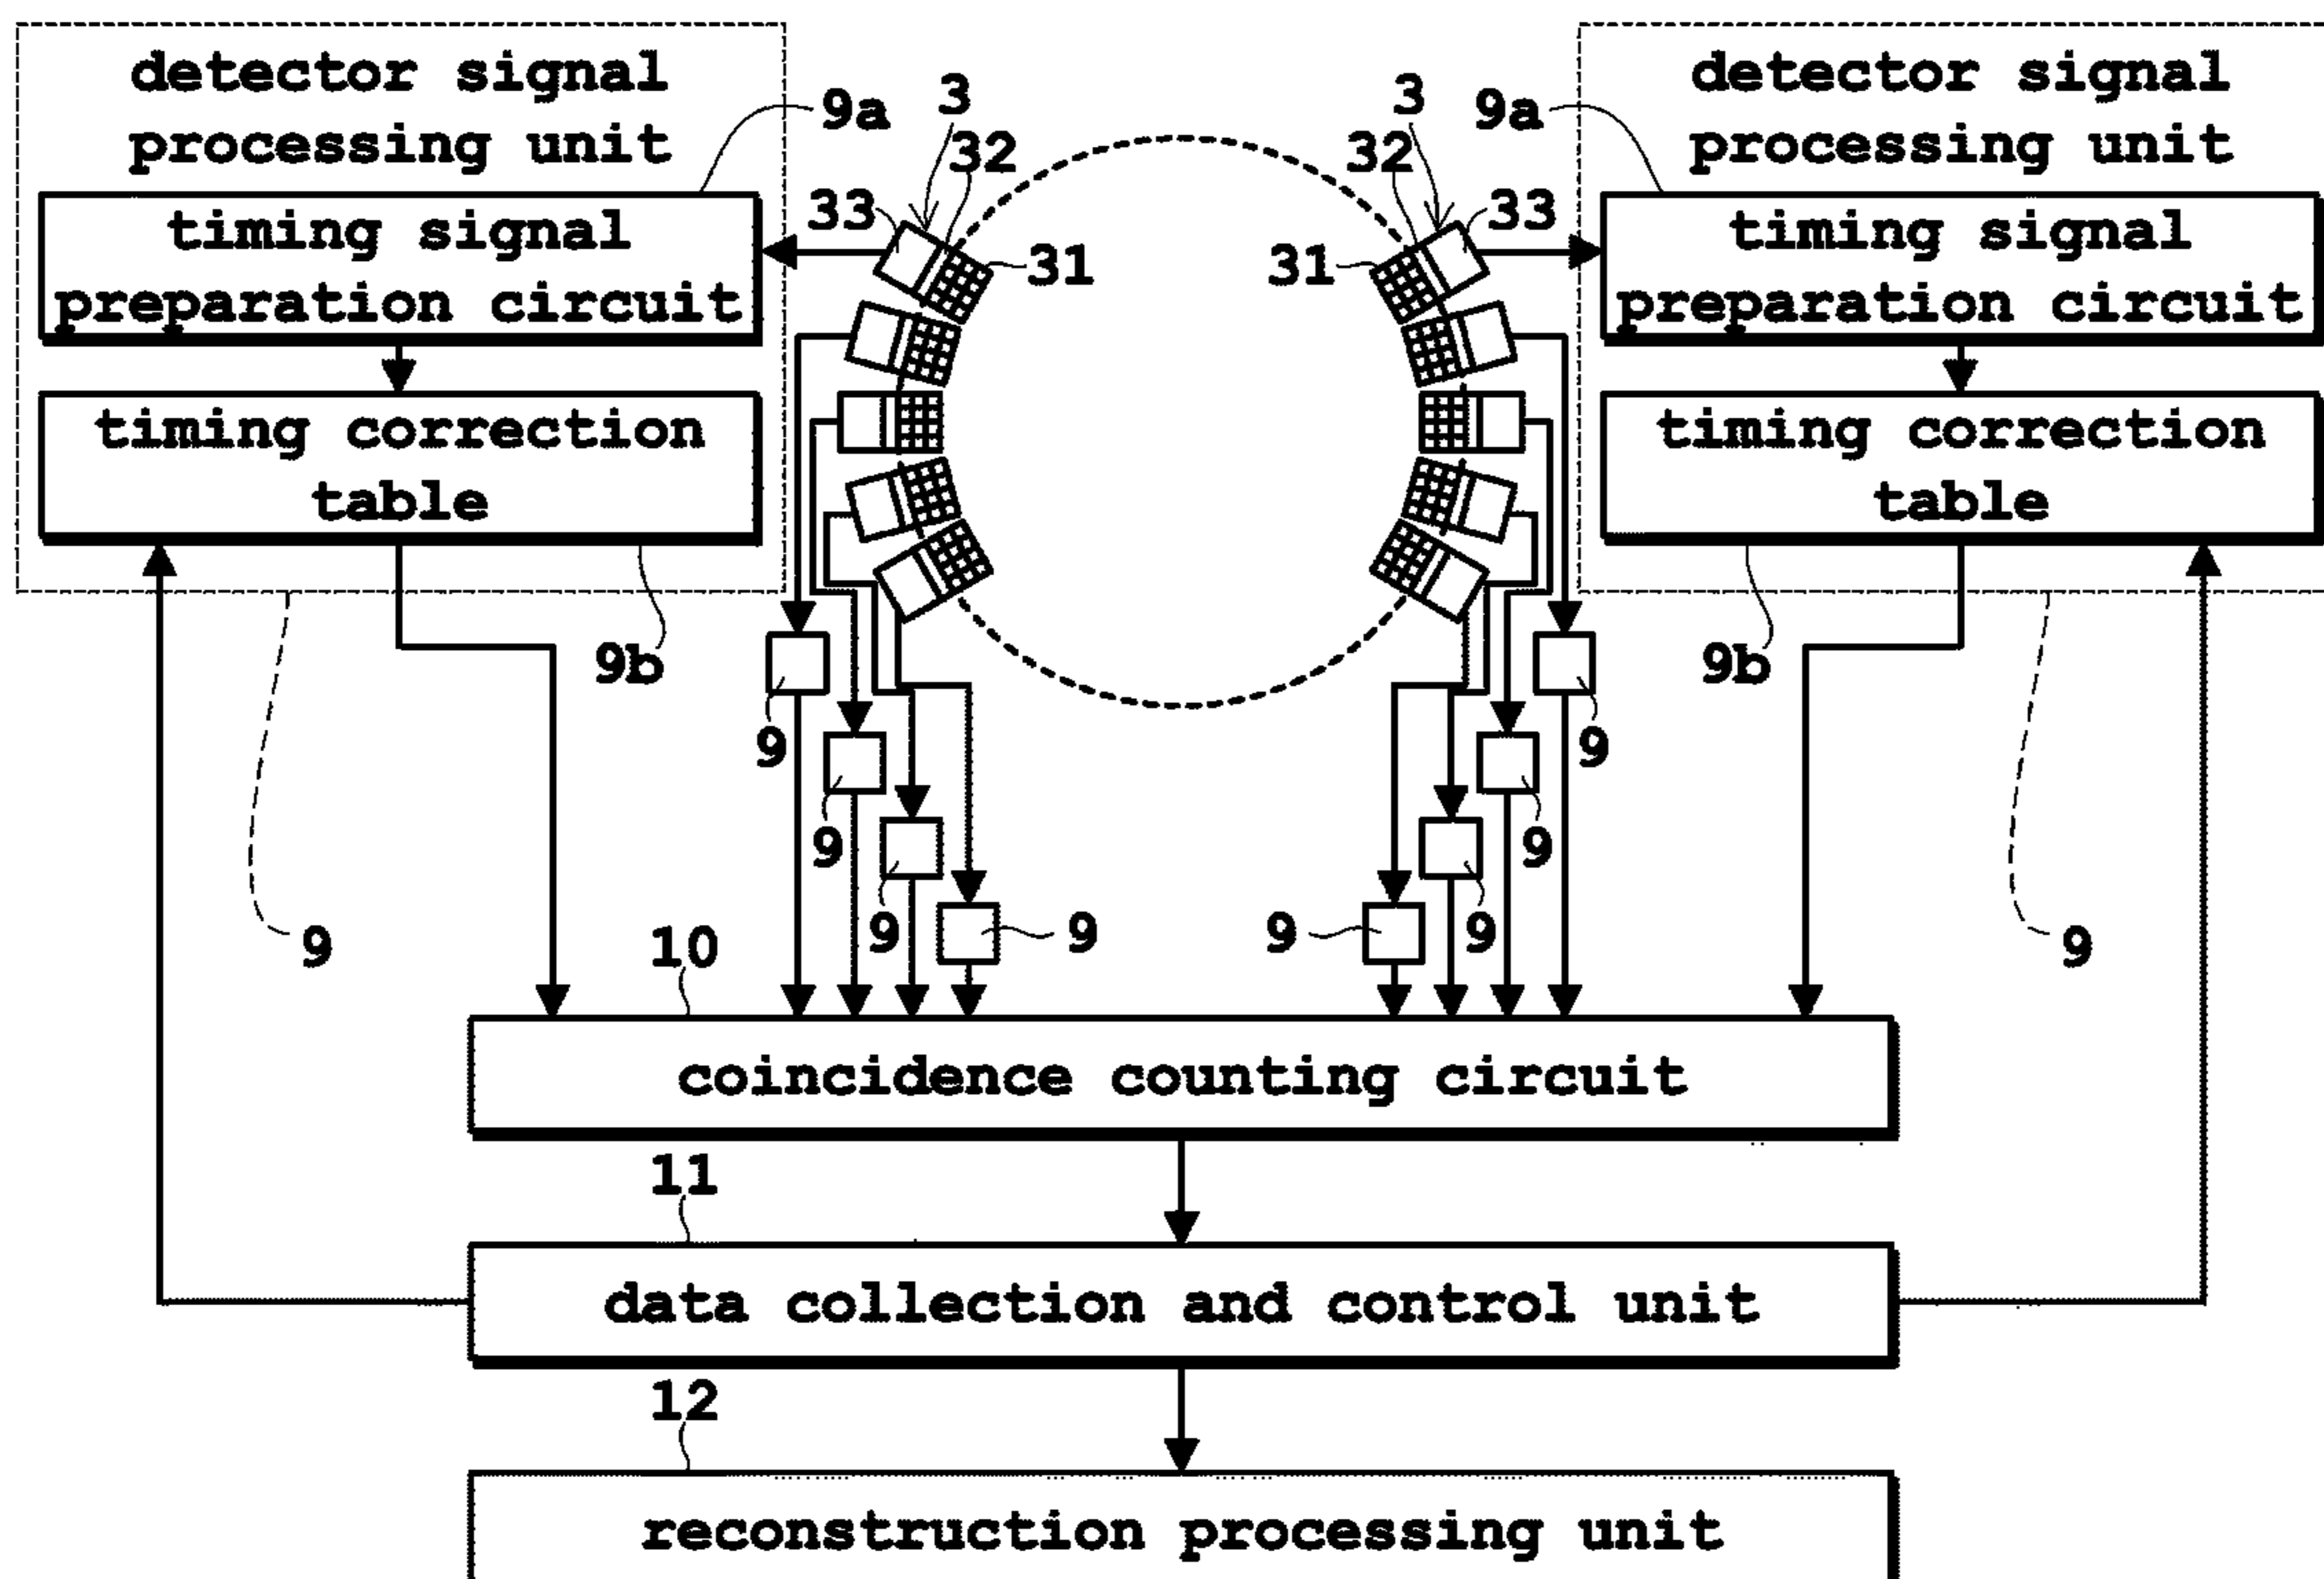 detector signal
processing unit
9a
3
32
33
31
timing signal
preparation circuit
timing correction
table
9b
9
3
32
9a
33
31
detector signal
processing unit
timing signal
preparation circuit
timing correction
table
9b
9
9
9
9
9
9
9
9
9
10
coincidence counting circuit
11
data collection and control unit
12
reconstruction processing unit